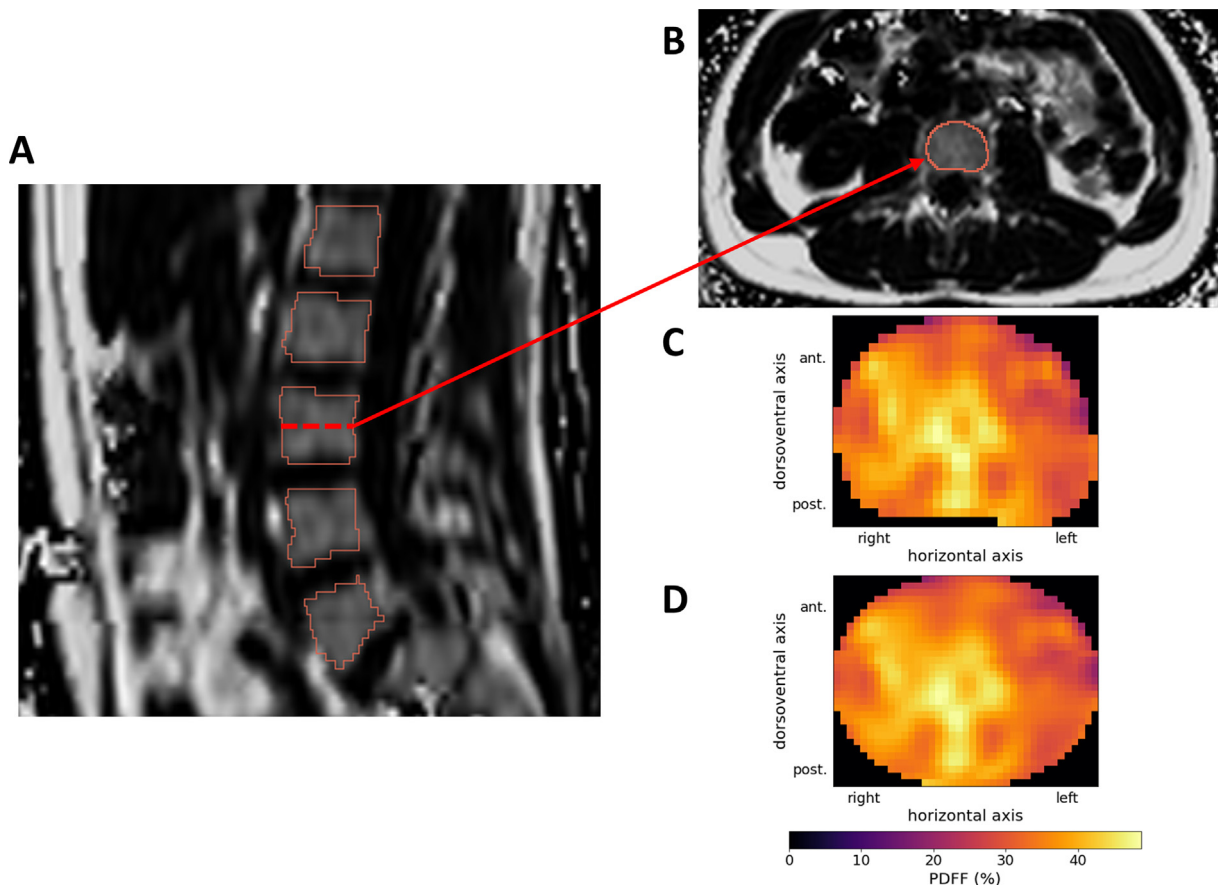 A
B
C
ant.
dorsoventral axis
post.
right left
horizontal axis
D
ant.
dorsoventral axis
post.
right left
horizontal axis
0 10 20 30 40
PDFF (%)